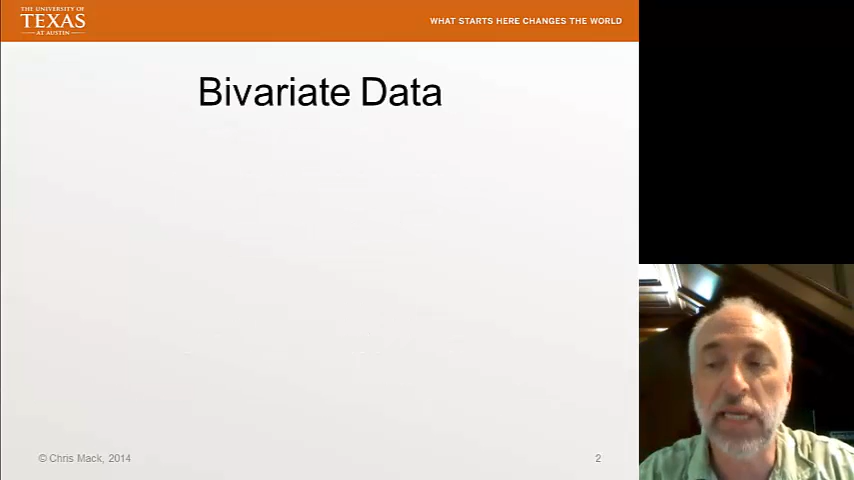 THE UNIVERSITY OF
TEXAS
AT AUSTIN
WHAT STARTS HERE CHANGES THE WORLD
Bivariate Data
© Chris Mack, 2014
2